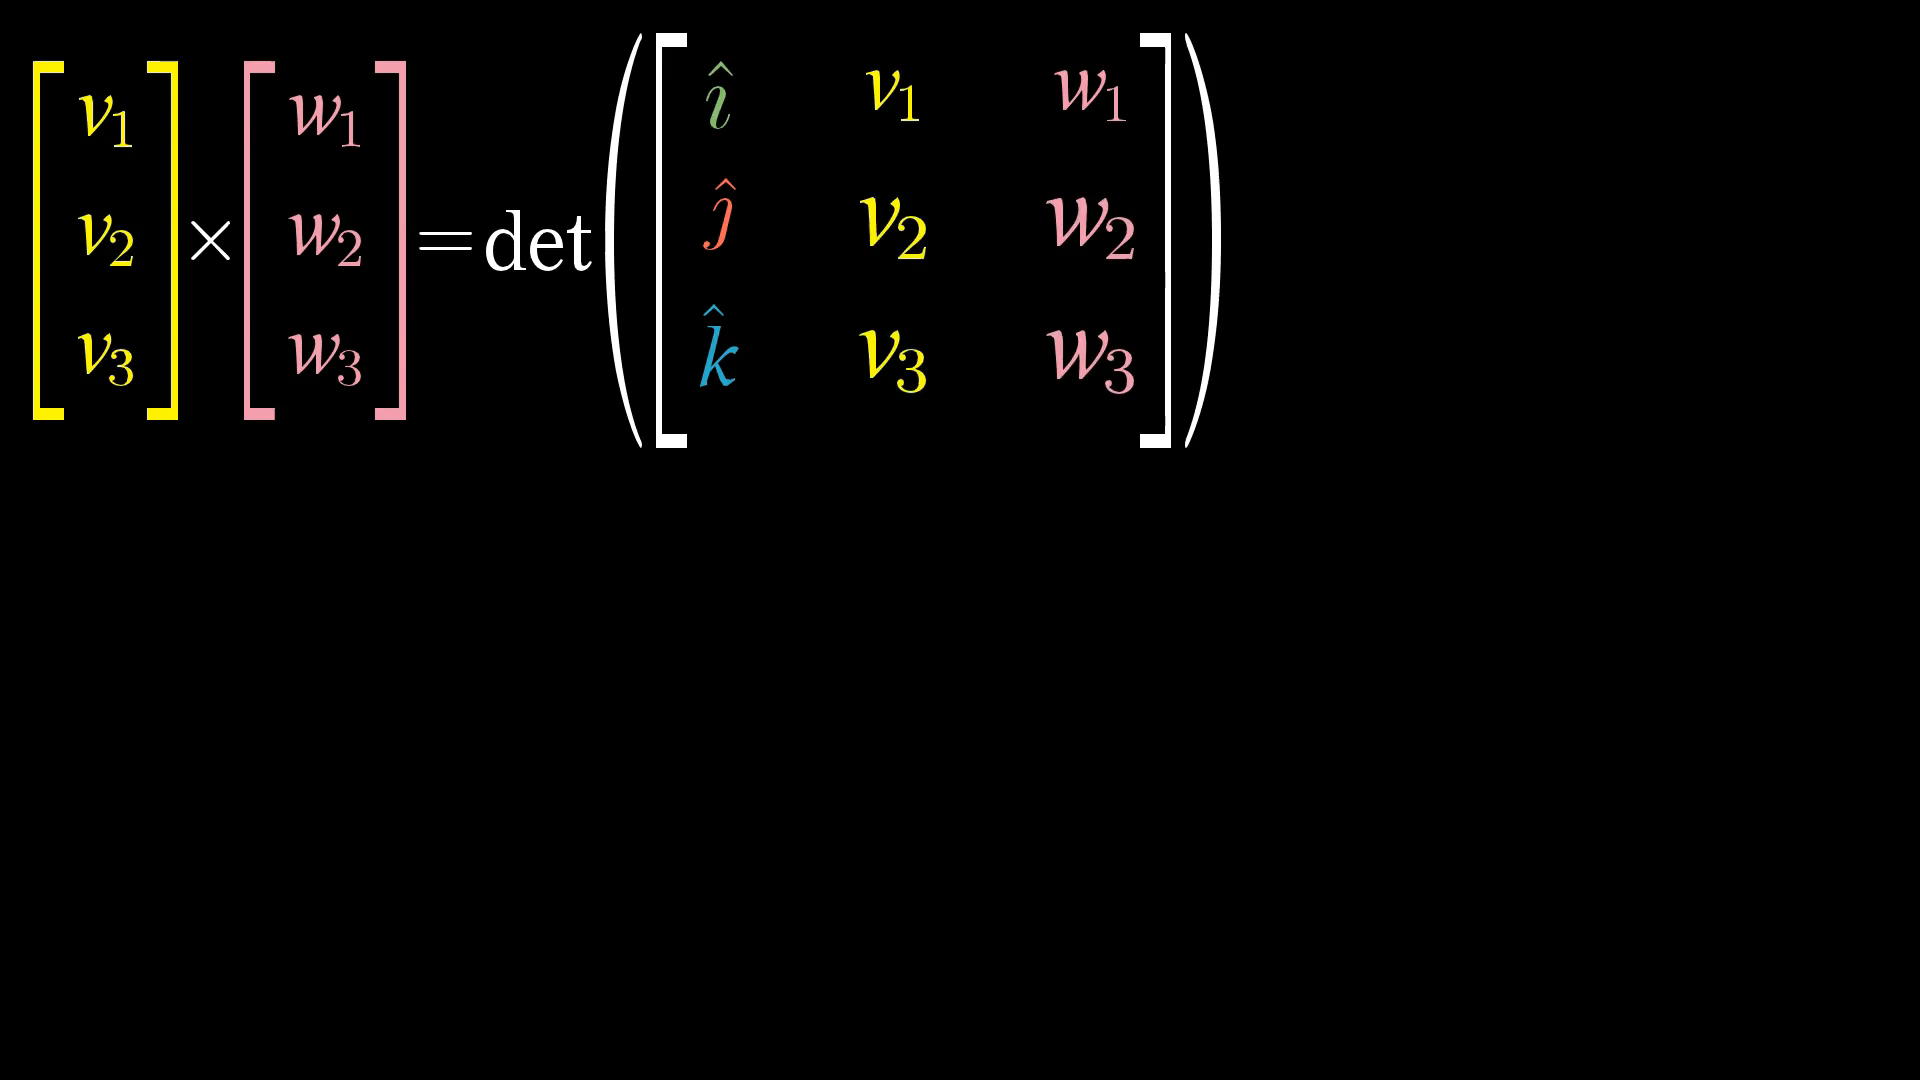 [v₁ v₂ v₃] × [w₁ w₂ w₃] = det([î v₁ w₁
ĵ v₂ w₂
k̂ v₃ w₃])